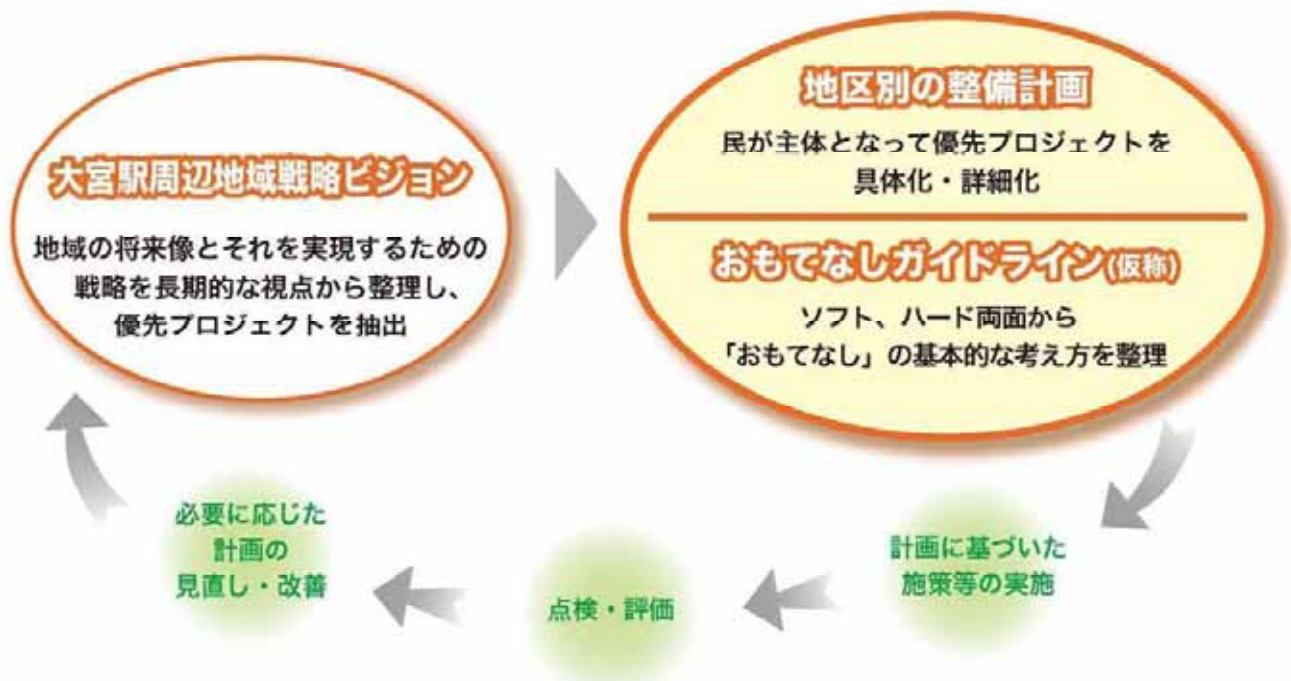 大宮駅周辺地域戦略ビジョン
地域の将来像とそれを実現するための
戦略を長期的な視点から整理し、
優先プロジェクトを抽出
地区別の整備計画
民が主体となって優先プロジェクトを
具体化・詳細化
おもてなしガイドライン(仮称)
ソフト、ハード両面から
「おもてなし」の基本的な考え方を整理
計画に基づいた
施策等の実施
点検・評価
必要に応じた
計画の
見直し・改善